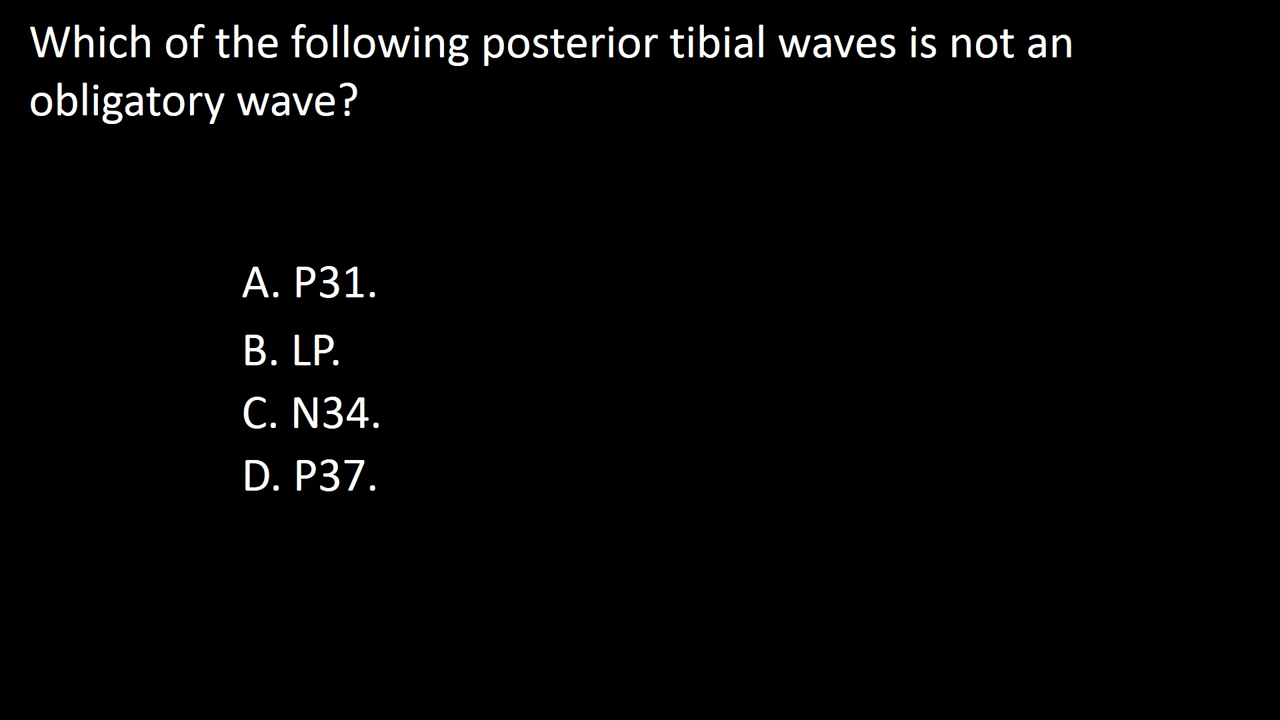 Which of the following posterior tibial waves is not an
obligatory wave?
A. P31.
B. LP.
C. N34.
D. P37.